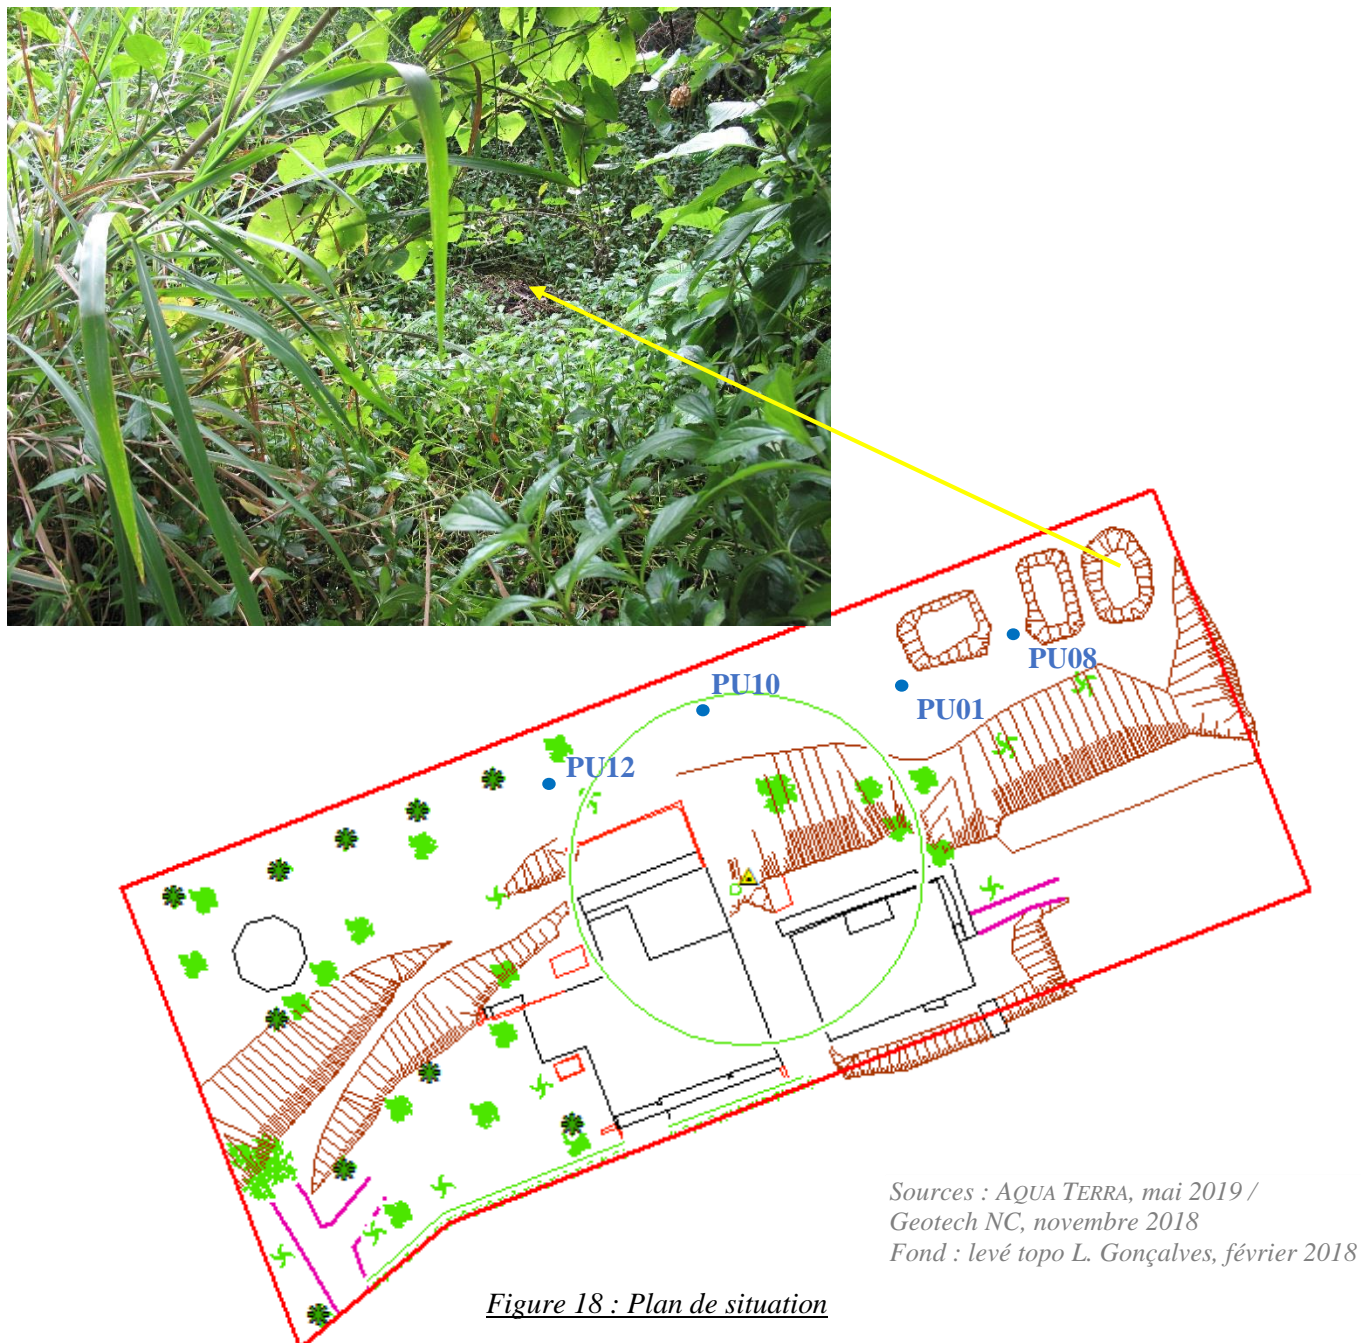 PU08
PU10
PU01
PU12
Sources : AQUA TERRA, mai 2019 /
Geotech NC, novembre 2018
Fond : levé topo L. Gonçalves, février 2018
Figure 18 : Plan de situation